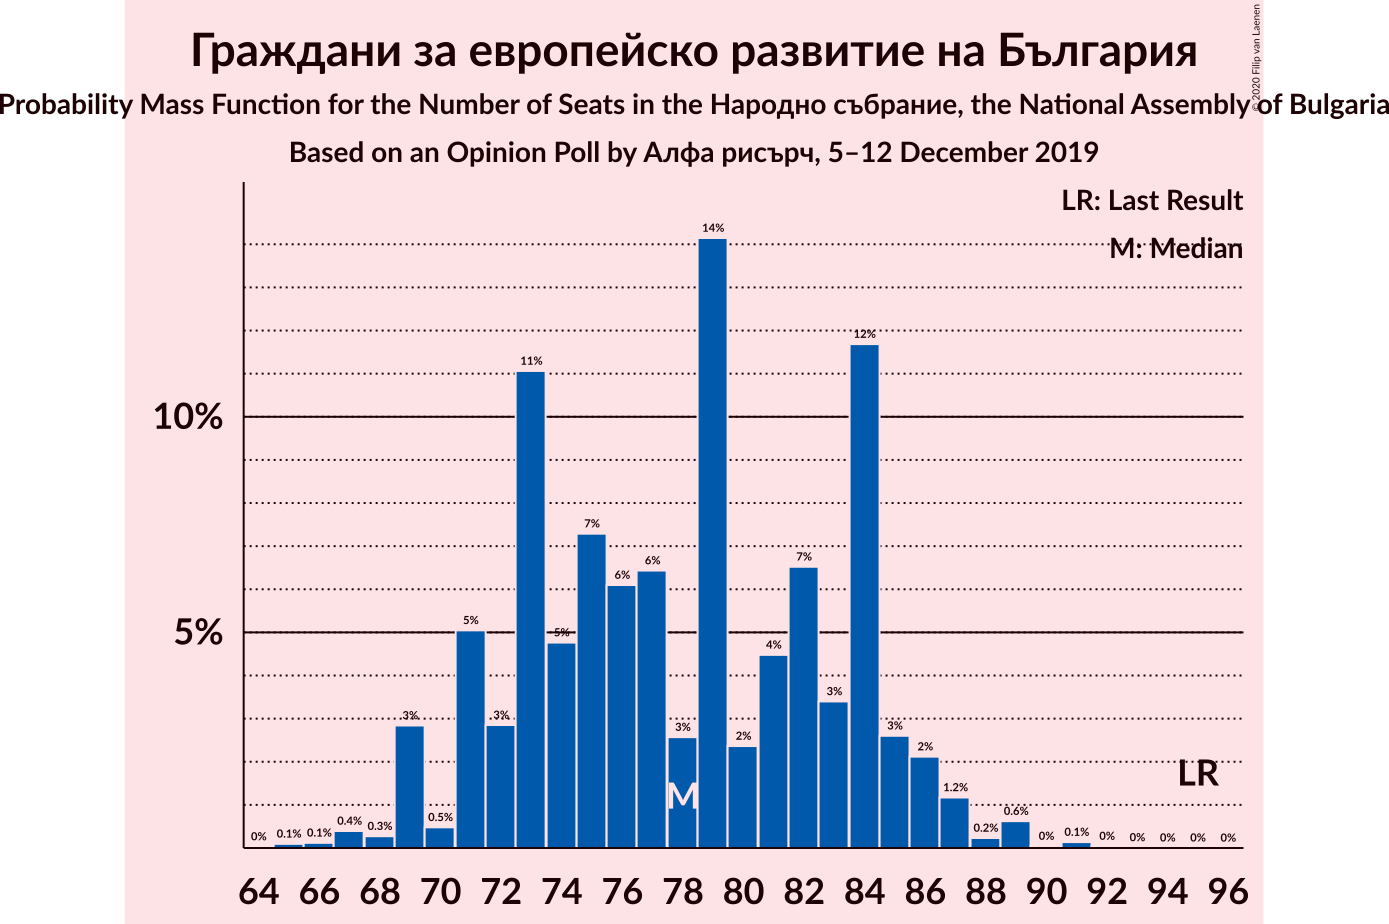 Граждани за европейско развитие на България
Probability Mass Function for the Number of Seats in the Народно събрание, the National Assembly of Bulgaria
Based on an Opinion Poll by Алфа рисърч, 5–12 December 2019
© 2020 Filip van Laenen
LR: Last Result
M: Median
10%
5%
0% 0.1% 0.1% 0.4% 0.3% 3% 0.5% 5% 3% 11% 5% 7% 6% 6% 3% 14% 2% 4% 7% 3% 12% 3% 2% 1.2% 0.2% 0.6% 0% 0.1% 0% 0% 0% 0% 0%
M
LR
64 66 68 70 72 74 76 78 80 82 84 86 88 90 92 94 96